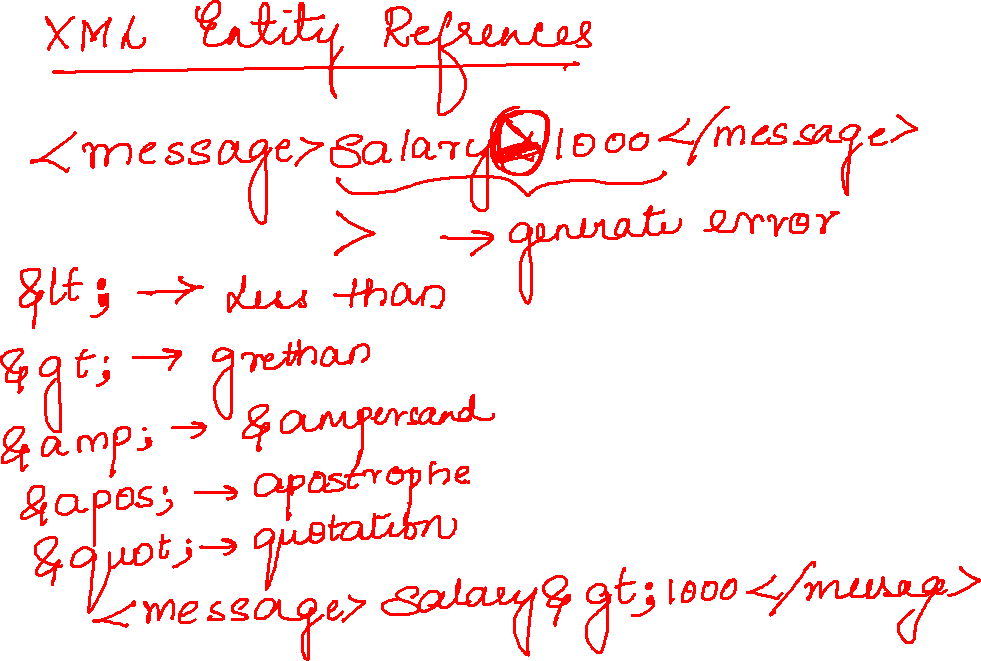 XML Entity Refrences
<message>Salary>1000</message>
> → generate error
&lt; → Less than
&gt; → grethan
&amp; → & ampersand
&apos; → apostrophe
&quot; → quotation
<message> Salary&gt;1000</message>